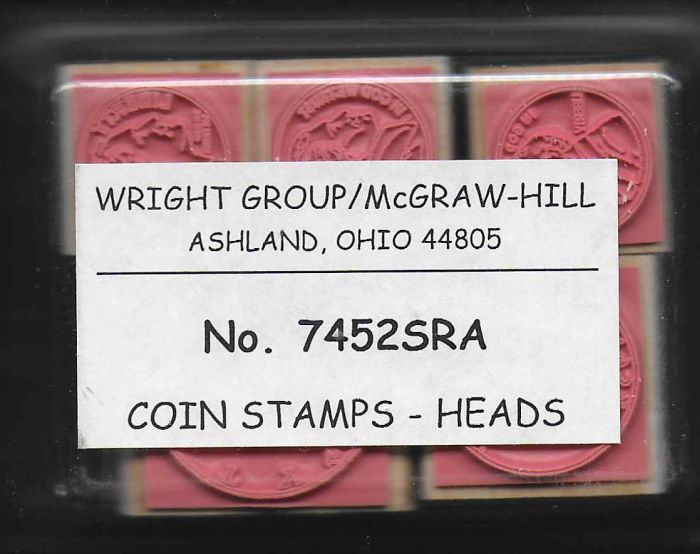 WRIGHT GROUP/McGRAW-HILL
ASHLAND, OHIO 44805
No. 7452SRA
COIN STAMPS - HEADS